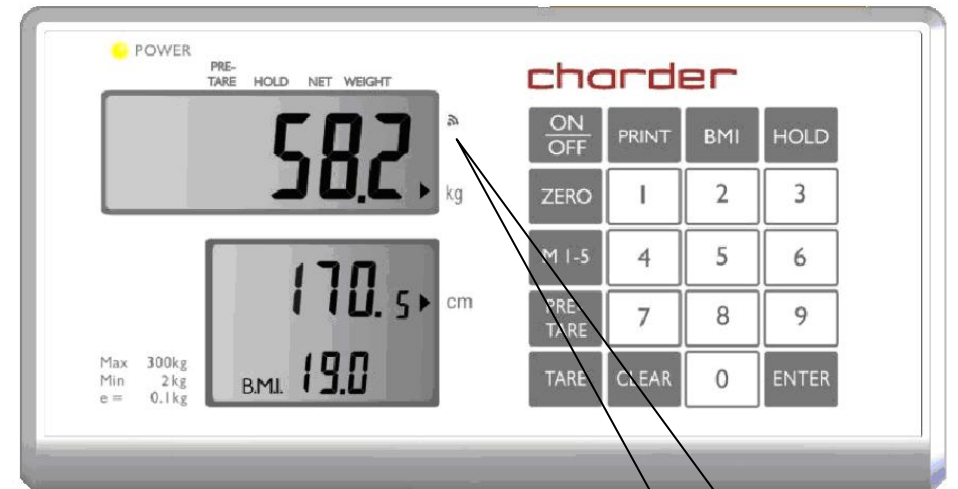 POWER
PRE-
TARE HOLD NET WEIGHT
58.2
kg
170.5 cm
B.M.I. 19.0
Max 300kg
Min 2kg
e = 0.1kg
charder
ON
OFF
PRINT BMI HOLD
ZERO 1 2 3
M 1-5 4 5 6
PRE-
TARE
7 8 9
TARE CLEAR 0 ENTER